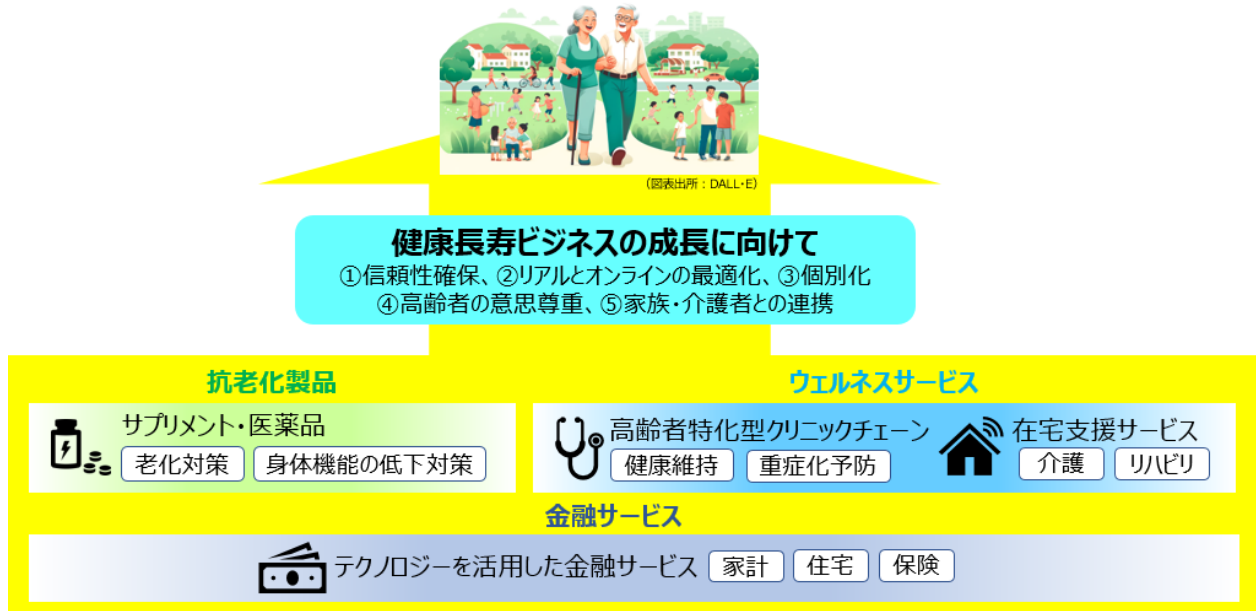 (図表出所：DALL・E)
健康長寿ビジネスの成長に向けて
①信頼性確保、②リアルとオンラインの最適化、③個別化
④高齢者の意思尊重、⑤家族・介護者との連携
抗老化製品
サプリメント・医薬品
老化対策
身体機能の低下対策
ウェルネスサービス
高齢者特化型クリニックチェーン
健康維持
重症化予防
在宅支援サービス
介護
リハビリ
金融サービス
テクノロジーを活用した金融サービス
家計
住宅
保険